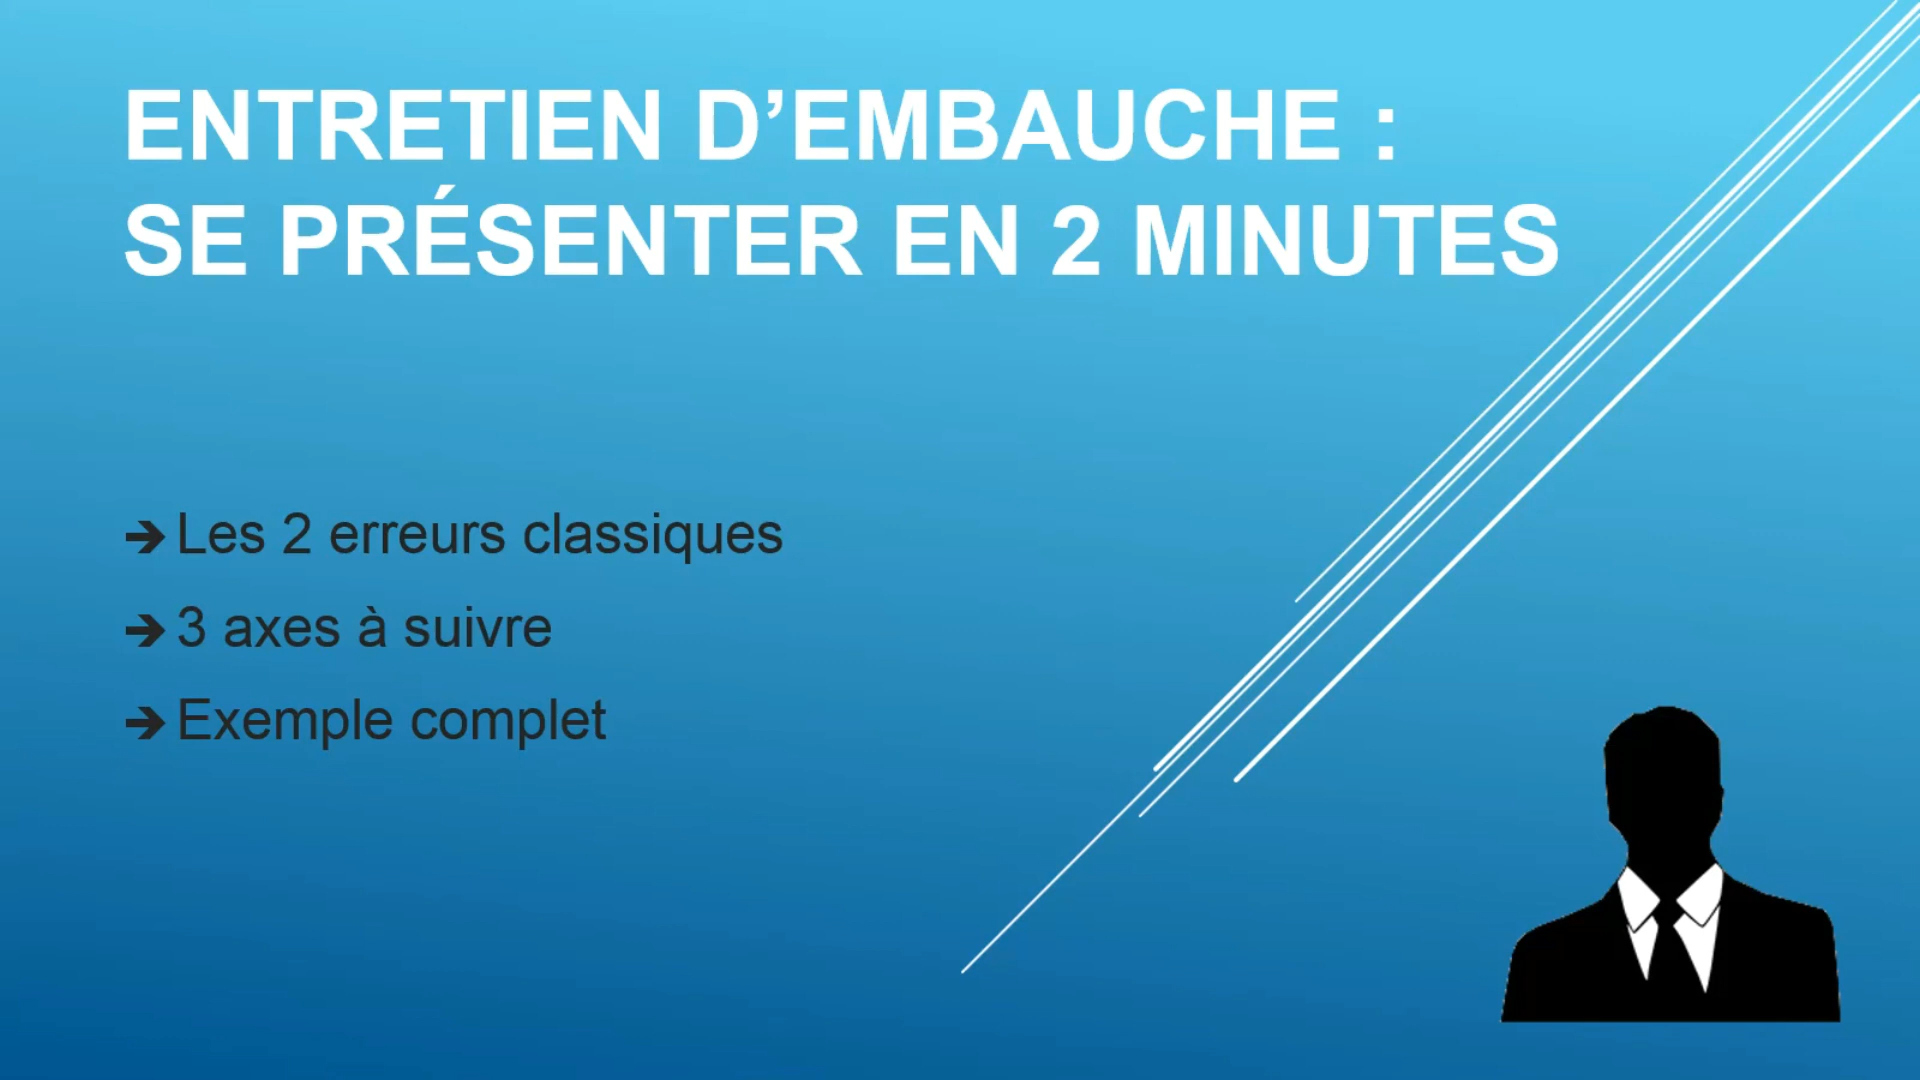 ENTRETIEN D’EMBAUCHE :
SE PRÉSENTER EN 2 MINUTES
➔ Les 2 erreurs classiques
➔ 3 axes à suivre
➔ Exemple complet